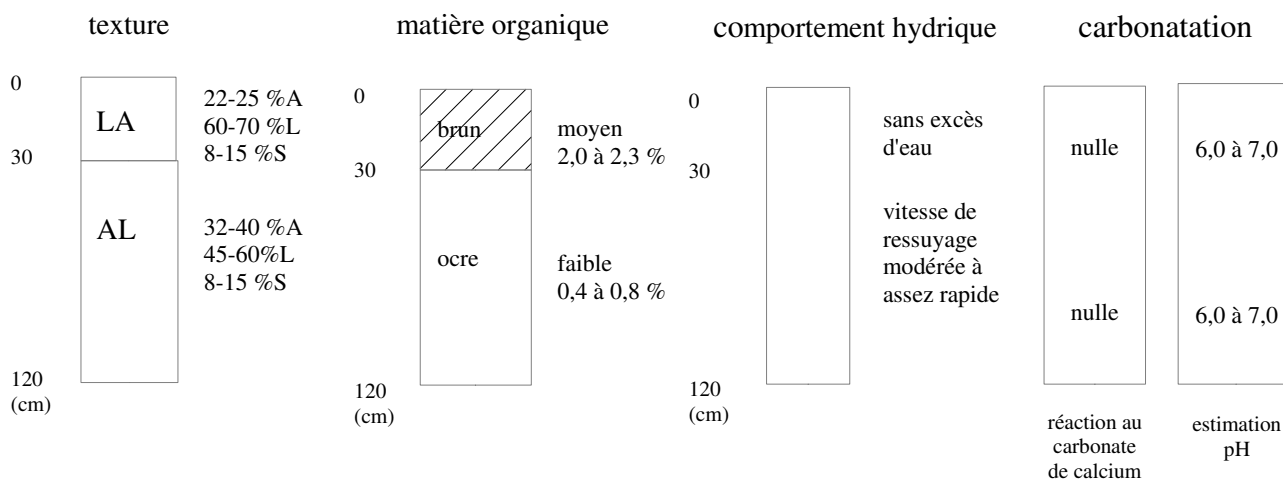 texture
0
30
120
(cm)
LA
AL
22-25 %A
60-70 %L
8-15 %S
32-40 %A
45-60%L
8-15 %S
matière organique
0
30
120
(cm)
brun
ocre
moyen
2,0 à 2,3 %
faible
0,4 à 0,8 %
comportement hydrique
0
30
120
(cm)
sans excès
d'eau
vitesse de
ressuyage
modérée à
assez rapide
carbonatation
nulle
6,0 à 7,0
nulle
6,0 à 7,0
réaction au
carbonate
de calcium
estimation
pH